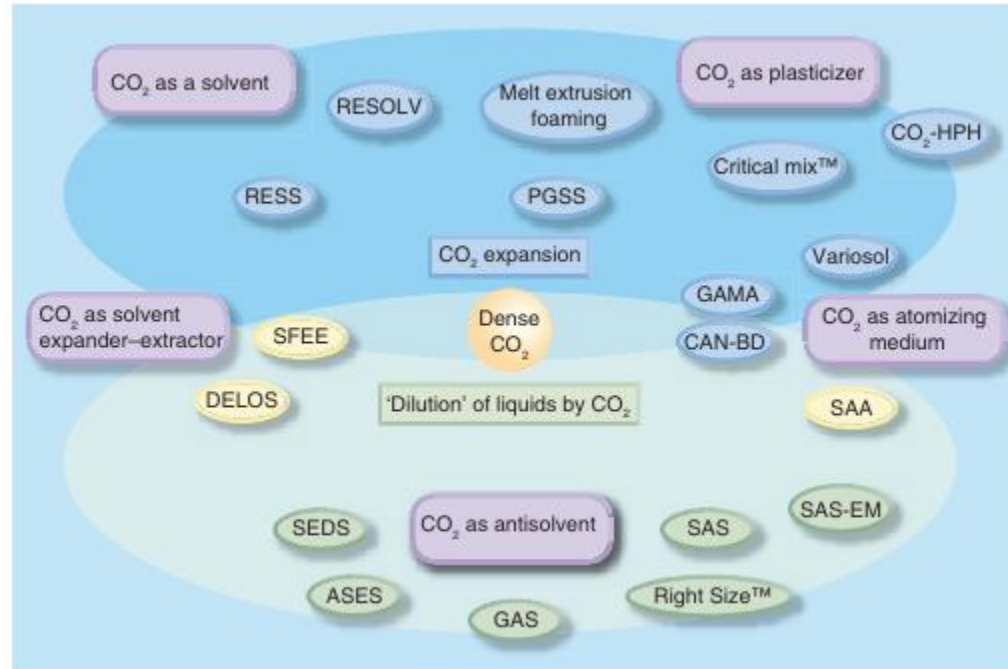 CO₂ as a solvent
RESOLV
Melt extrusion
foaming
CO₂ as plasticizer
CO₂-HPH
Critical mix™
RESS
PGSS
CO₂ expansion
Variosol
GAMA
CO₂ as solvent
expander–extractor
SFEE
Dense
CO₂
CAN-BD
CO₂ as atomizing
medium
DELOS
'Dilution' of liquids by CO₂
SAA
SEDS
CO₂ as antisolvent
SAS
SAS-EM
ASES
GAS
Right Size™